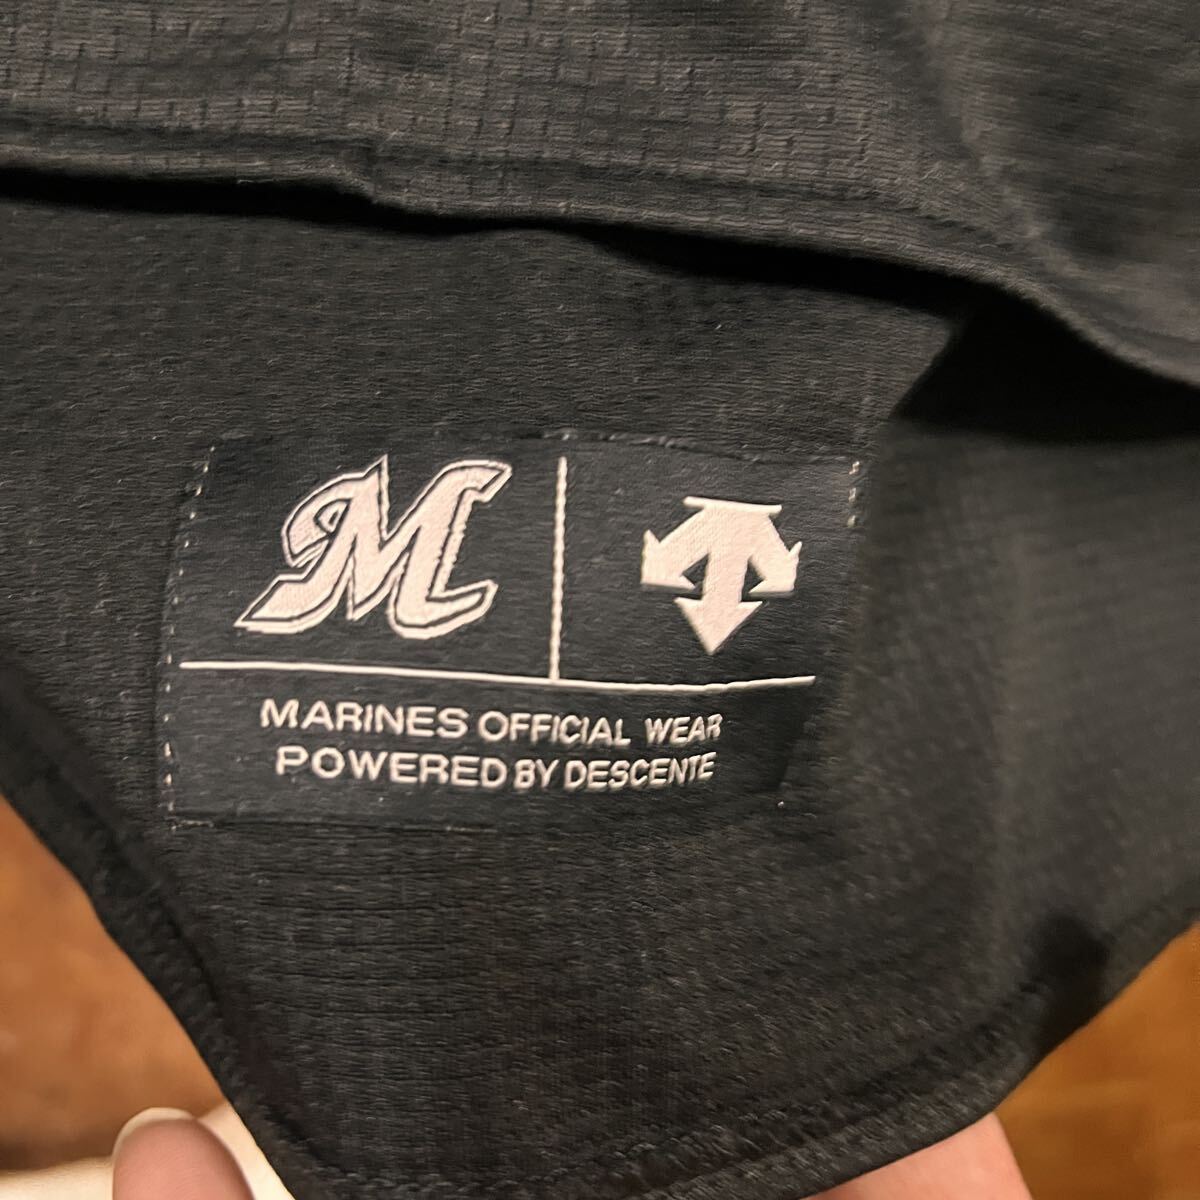 M
MARINES OFFICIAL WEAR
POWERED BY DESCENTE